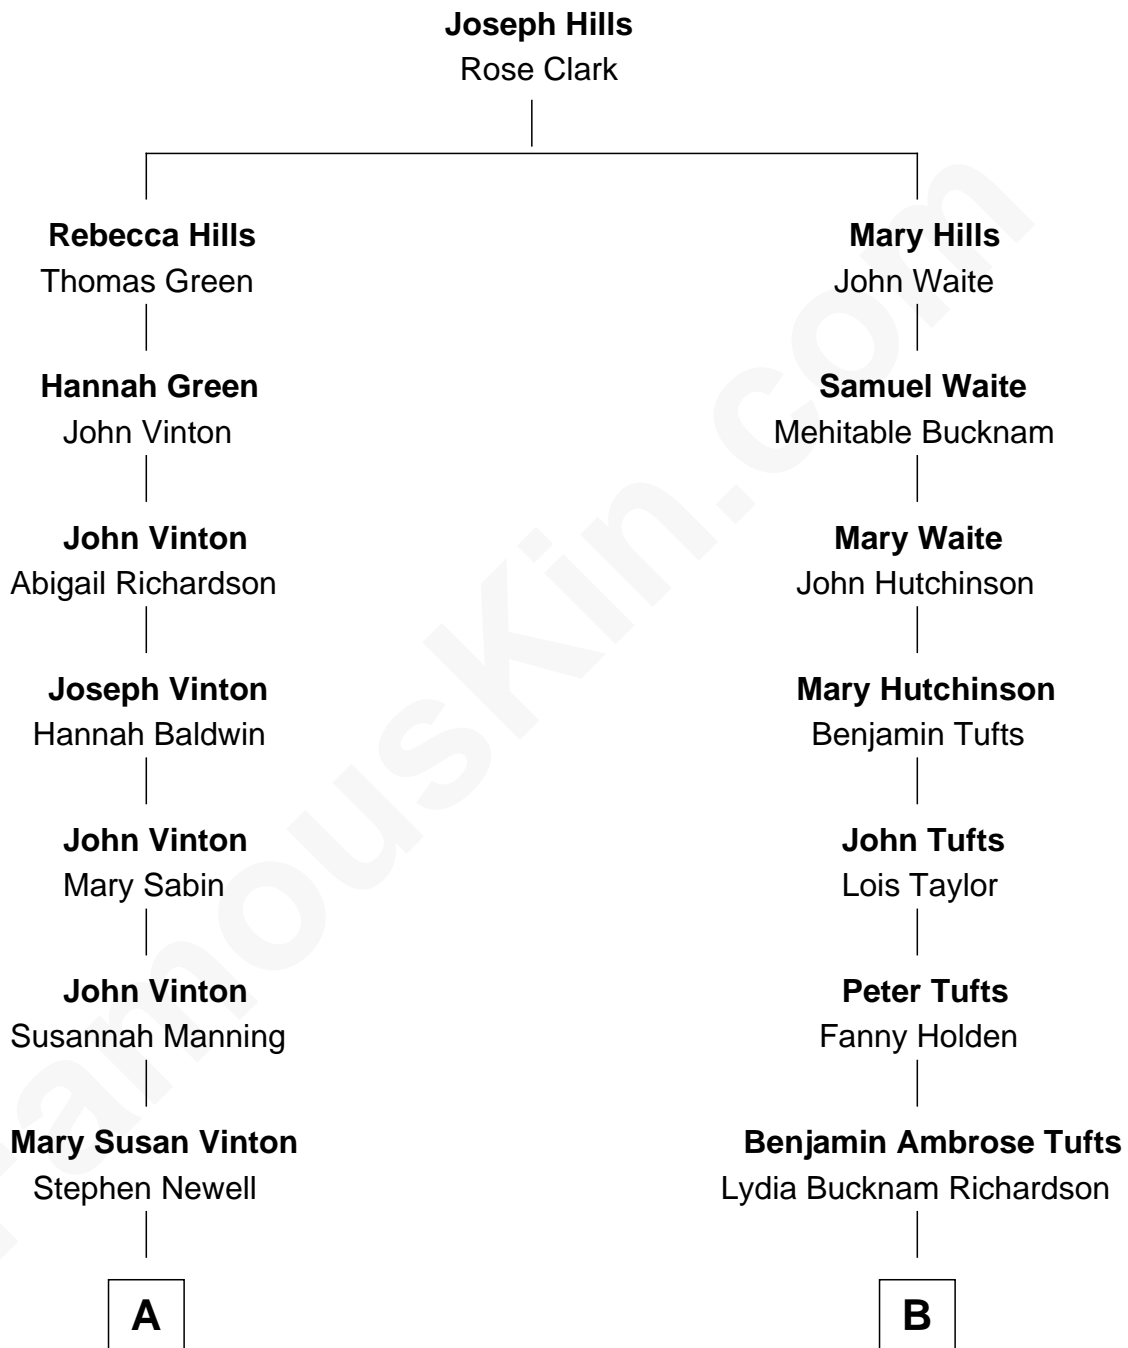 Joseph Hills
Rose Clark
Rebecca Hills
Thomas Green
Mary Hills
John Waite
Hannah Green
John Vinton
Samuel Waite
Mehitable Bucknam
John Vinton
Abigail Richardson
Mary Waite
John Hutchinson
Joseph Vinton
Hannah Baldwin
Mary Hutchinson
Benjamin Tufts
John Vinton
Mary Sabin
John Tufts
Lois Taylor
John Vinton
Susannah Manning
Peter Tufts
Fanny Holden
Mary Susan Vinton
Stephen Newell
Benjamin Ambrose Tufts
Lydia Bucknam Richardson
A
B
FamousKin.com